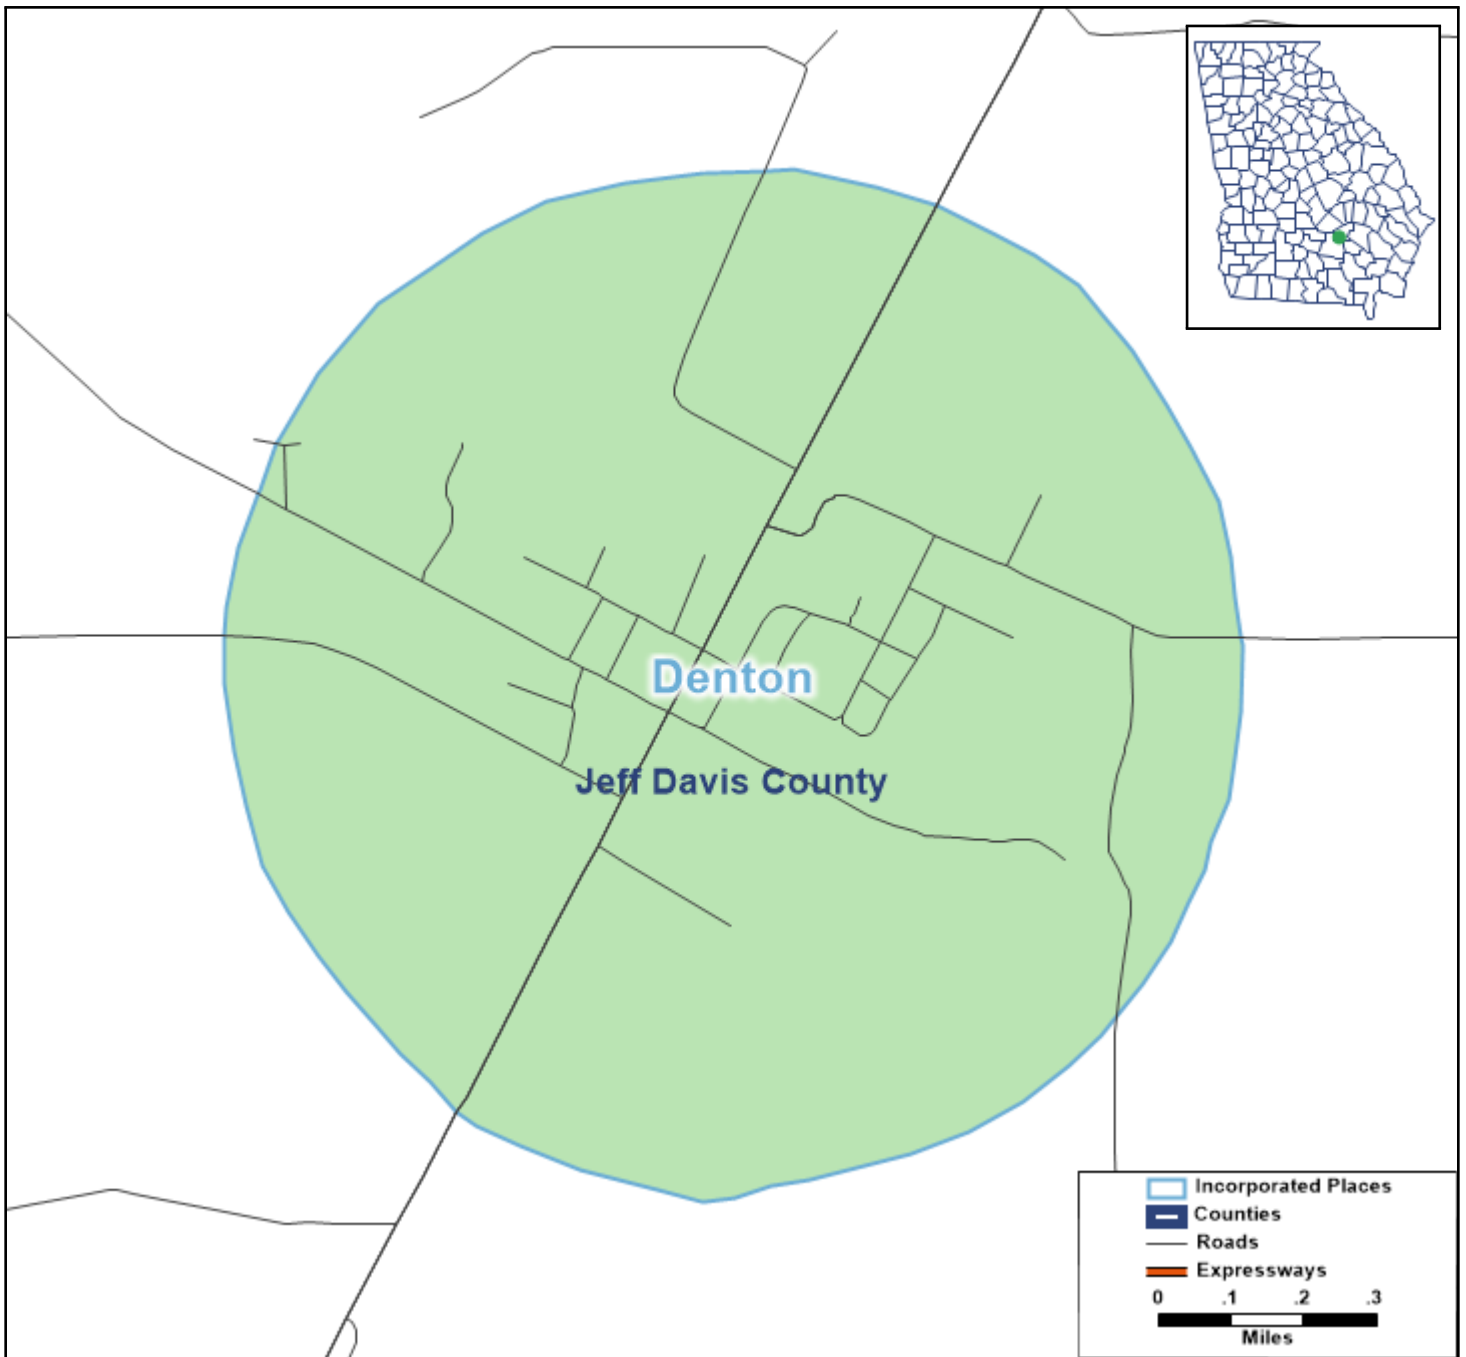 Denton
Jeff Davis County
Incorporated Places
Counties
Roads
Expressways
0 .1 .2 .3
Miles